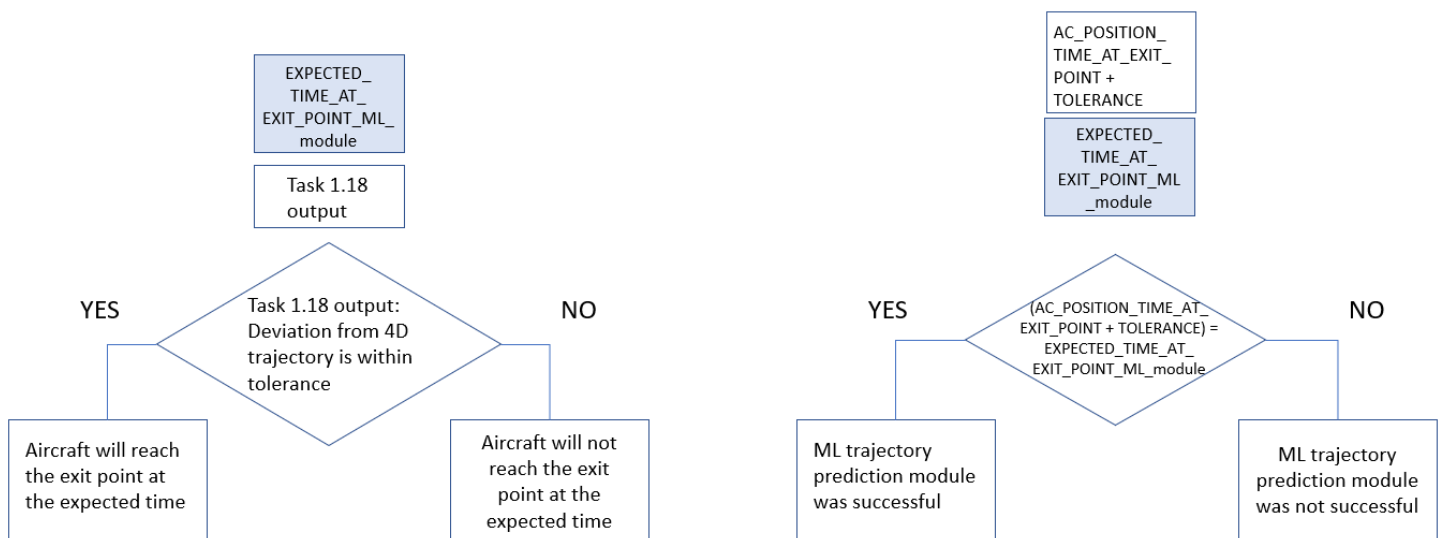 EXPECTED_
TIME_AT_
EXIT_POINT_ML_
module
Task 1.18
output
YES
Task 1.18 output:
Deviation from 4D
trajectory is within
tolerance
NO
Aircraft will reach
the exit point at
the expected time
Aircraft will not
reach the exit
point at the
expected time
AC_POSITION_
TIME_AT_EXIT_
POINT +
TOLERANCE
EXPECTED_
TIME_AT_
EXIT_POINT_ML
_module
YES
(AC_POSITION_TIME_AT_
EXIT_POINT + TOLERANCE) =
EXPECTED_TIME_AT_
EXIT_POINT_ML_module
NO
ML trajectory
prediction module
was successful
ML trajectory
prediction module
was not successful